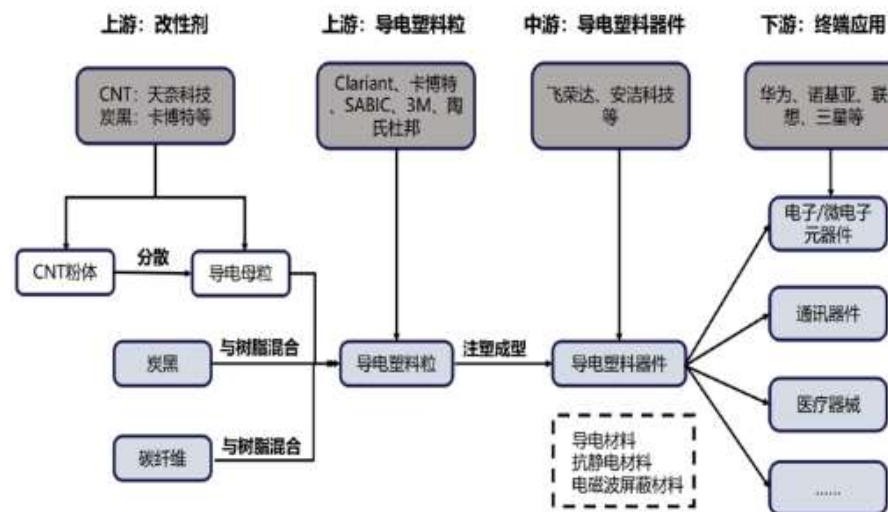 上游：改性剂
上游：导电塑料粒
中游：导电塑料器件
下游：终端应用
CNT：天奈科技
炭黑：卡博特等
Clariant、卡博特
、SABIC、3M、陶
氏杜邦
飞荣达、安洁科技
等
华为、诺基亚、联
想、三星等
电子/微电子
元器件
CNT粉体
分散
导电母粒
通讯器件
炭黑
与树脂混合
导电塑料粒
注塑成型
导电塑料器件
医疗器械
碳纤维
与树脂混合
导电材料
抗静电材料
电磁波屏蔽材料
......